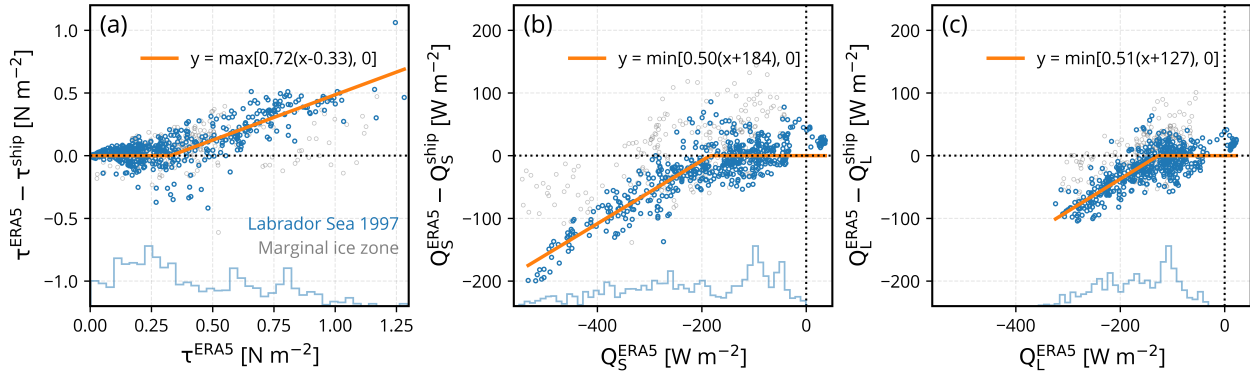 (a)
y = max[0.72(x-0.33), 0]
Labrador Sea 1997
Marginal ice zone
1.0
0.5
0.0
−0.5
−1.0
0.00 0.25 0.50 0.75 1.00 1.25
τ^ERA5 − τ^ship [N m⁻²]
τ^ERA5 [N m⁻²]
(b)
y = min[0.50(x+184), 0]
200
100
0
−100
−200
−400 −200 0
Q_S^ERA5 − Q_S^ship [W m⁻²]
Q_S^ERA5 [W m⁻²]
(c)
y = min[0.51(x+127), 0]
200
100
0
−100
−200
−400 −200 0
Q_L^ERA5 − Q_L^ship [W m⁻²]
Q_L^ERA5 [W m⁻²]